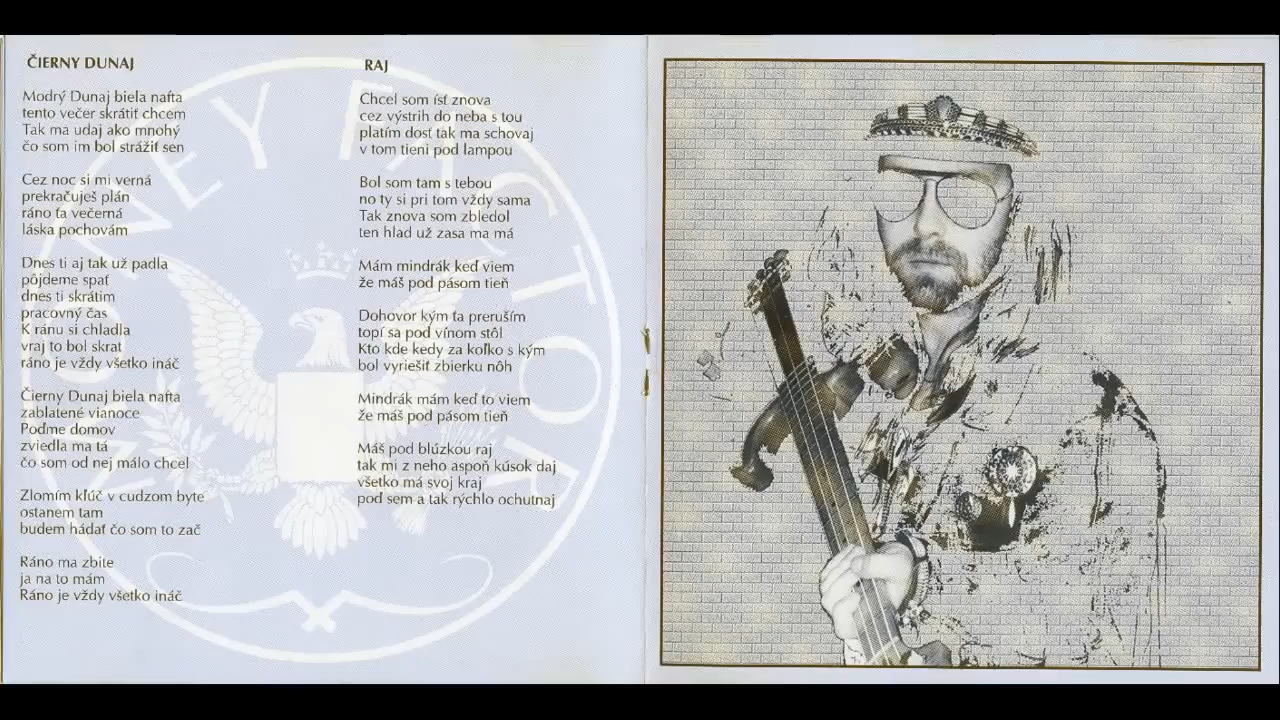 MONEY FACTOR
ČIERNY DUNAJ
Modrý Dunaj biela nafta
tento večer skrátiť chcem
Tak ma udaj ako mnohý
čo som im bol strážiť sen
Cez noc si mi verná
prekračuješ plán
ráno ťa večerná
láska pochovám
Dnes ti aj tak už padla
pôjdeme spať
dnes ti skrátim
pracovný čas
K ránu si chladla
vraj to bol skrat
ráno je vždy všetko ináč
Čierny Dunaj biela nafta
zablatené vianoce
Poďme domov
zviedla ma tá
čo som od nej málo chcel
Zlomím kľúč v cudzom byte
ostanem tam
budem hádať čo som to zač
Ráno ma zbite
ja na to mám
Ráno je vždy všetko ináč
RAJ
Chcel som ísť znova
cez výstrih do neba s tou
platím dosť tak ma schovaj
v tom tieni pod lampou
Bol som tam s tebou
no ty si pri tom vždy sama
Tak znova som zbledol
ten hlad už zasa ma má
Mám mindrák keď viem
že máš pod pásom tieň
Dohovor kým ťa preruším
topí sa pod vínom stôl
Kto kde kedy za koľko s kým
bol vyriešiť zbierku nôh
Mindrák mám keď to viem
že máš pod pásom tieň
Máš pod blúzkou raj
tak mi z neho aspoň kúsok daj
všetko má svoj kraj
poď sem a tak rýchlo ochutnaj